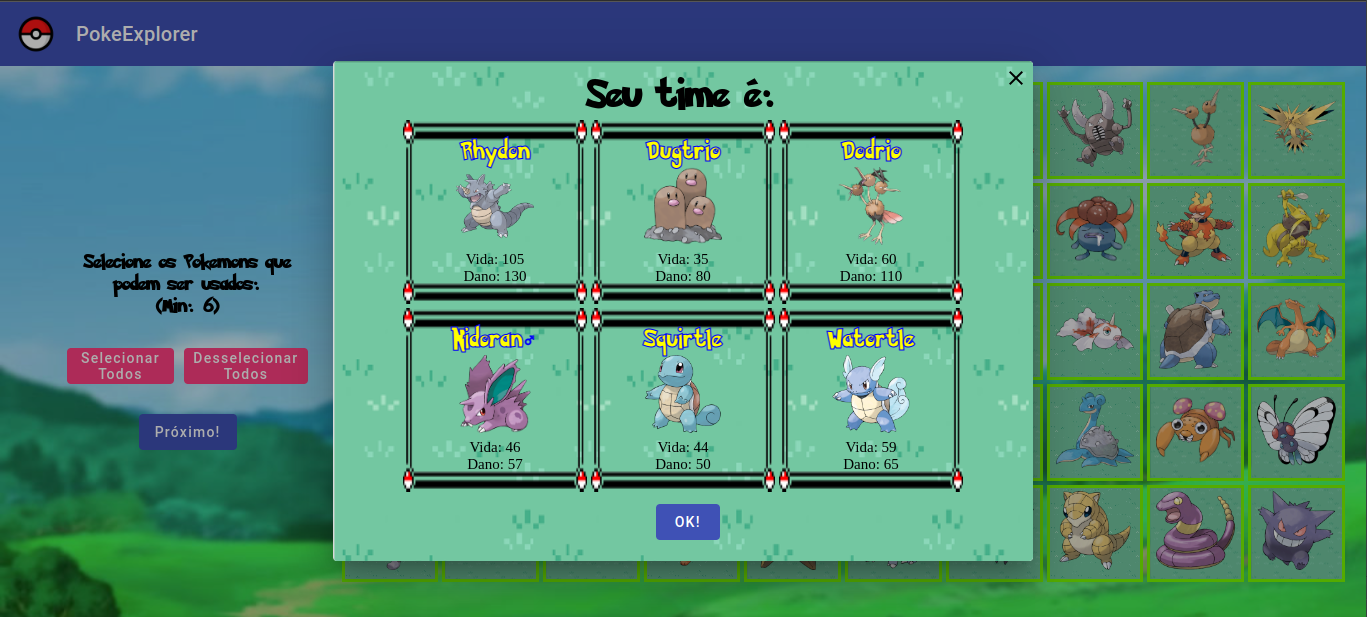 PokeExplorer
Seu time é:
Rhydon
Dugtrio
Dodrio
Vida: 105
Dano: 130
Vida: 35
Dano: 80
Vida: 60
Dano: 110
Nidoran♂
Squirtle
Wartortle
Vida: 46
Dano: 57
Vida: 44
Dano: 50
Vida: 59
Dano: 65
OK!
Selecione os Pokemons que
podem ser usados:
(Min: 6)
Selecionar
Todos
Desselecionar
Todos
Próximo!